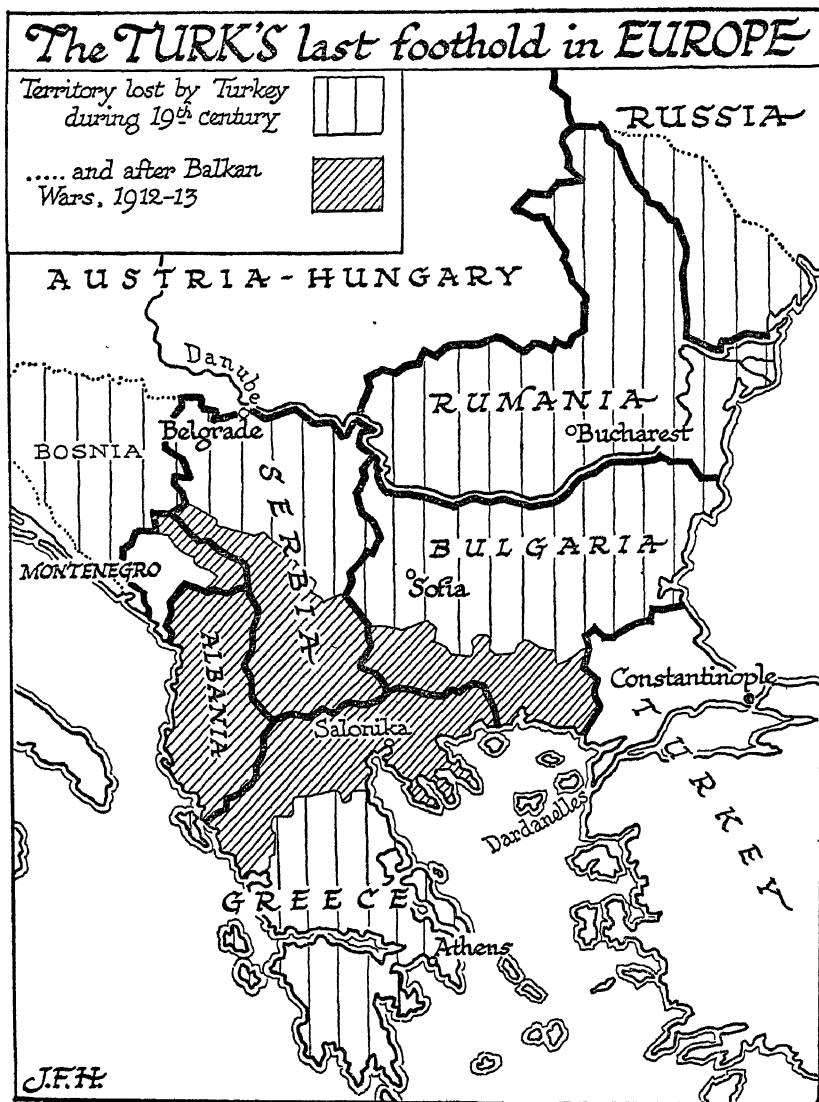 The TURK'S last foothold in EUROPE
Territory lost by Turkey
during 19th century
..... and after Balkan
Wars, 1912-13
RUSSIA
AUSTRIA-HUNGARY
Danube
RUMANIA
Bucharest
Belgrade
BOSNIA
SERBIA
BULGARIA
Sofia
MONTENEGRO
ALBANIA
Constantinople
TURKEY
Salonika
Dardanelles
GREECE
Athens
J.F.H.